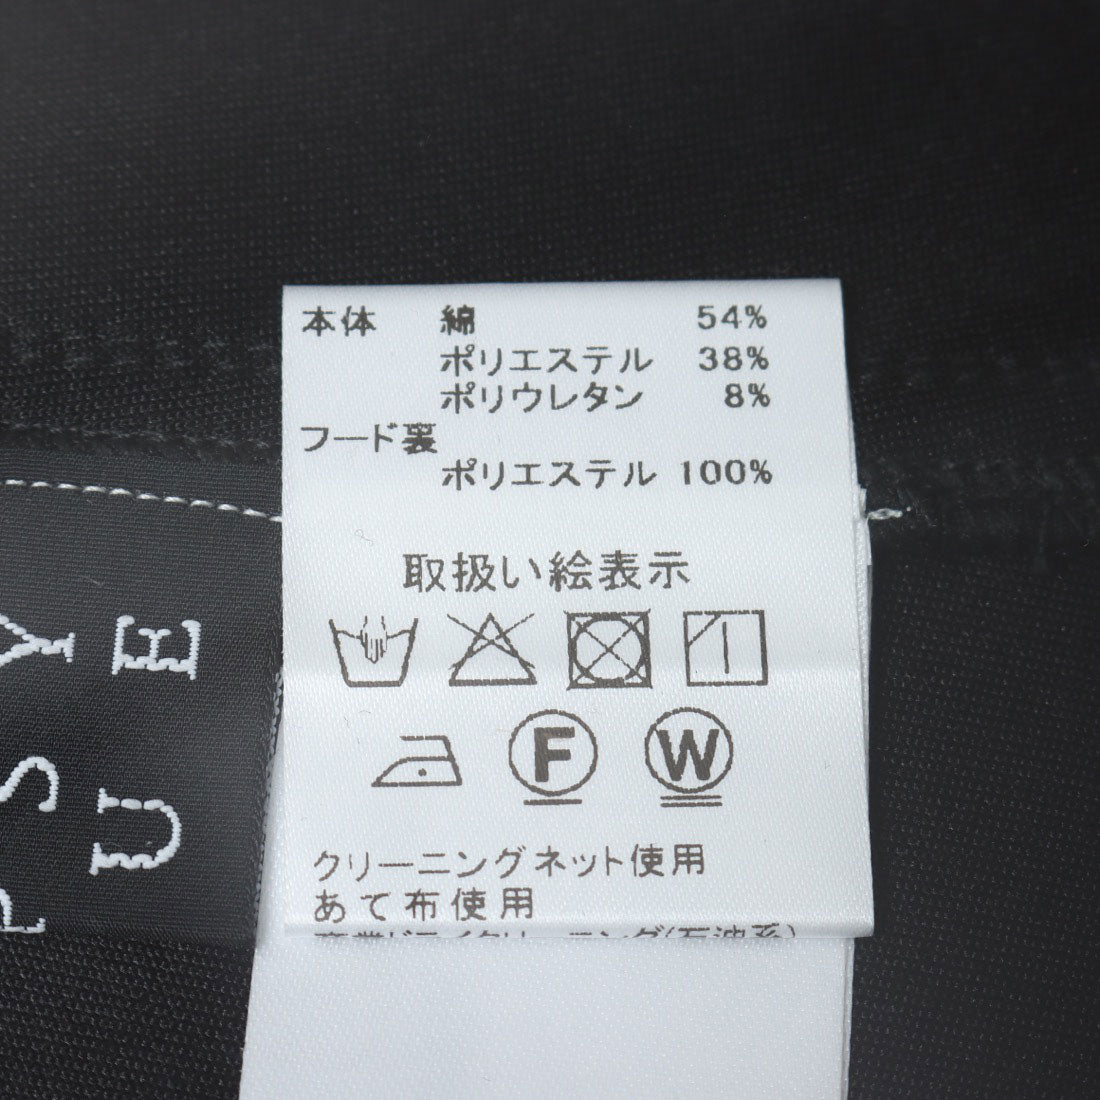 本体 綿 54%
ポリエステル 38%
ポリウレタン 8%
フード裏
ポリエステル 100%
取扱い絵表示
F W
クリーニングネット使用
あて布使用
P S Y
U E